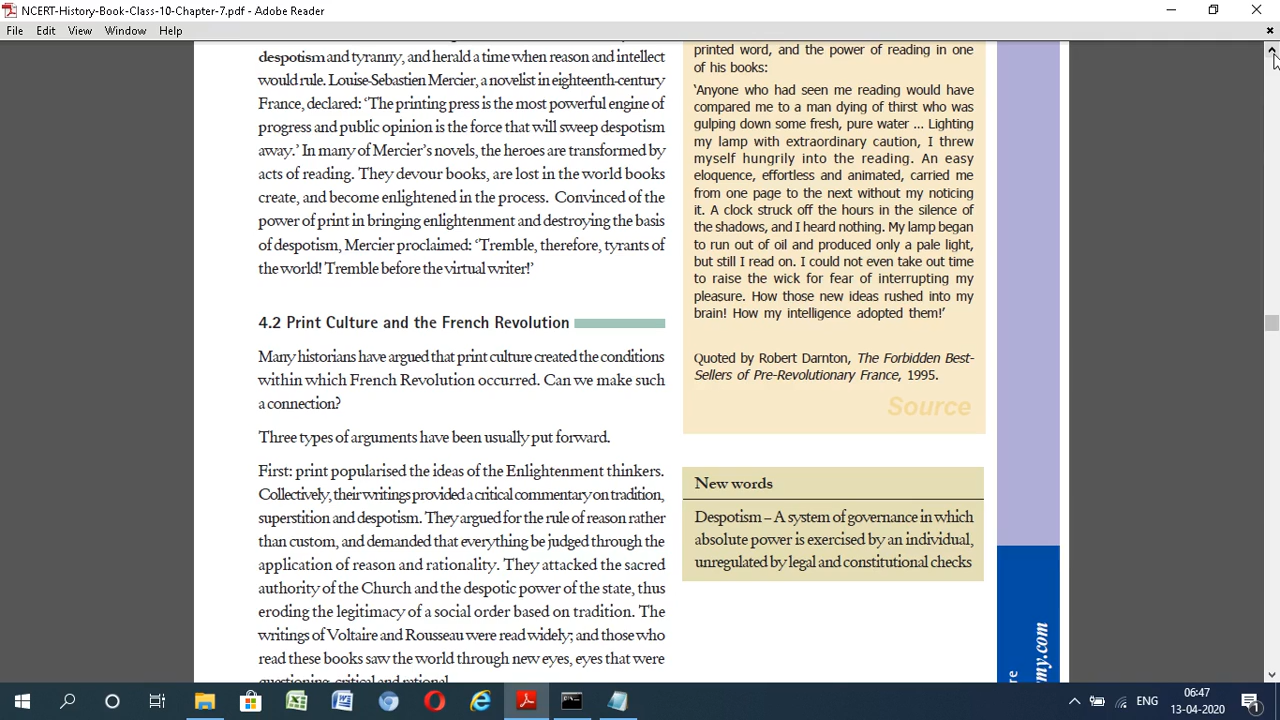 NCERT-History-Book-Class-10-Chapter-7.pdf - Adobe Reader
File Edit View Window Help
despotism and tyranny, and herald a time when reason and intellect
would rule. Louise-Sebastien Mercier, a novelist in eighteenth-century
France, declared: ‘The printing press is the most powerful engine of
progress and public opinion is the force that will sweep despotism
away.’ In many of Mercier’s novels, the heroes are transformed by
acts of reading. They devour books, are lost in the world books
create, and become enlightened in the process. Convinced of the
power of print in bringing enlightenment and destroying the basis
of despotism, Mercier proclaimed: ‘Tremble, therefore, tyrants of
the world! Tremble before the virtual writer!’
4.2 Print Culture and the French Revolution
Many historians have argued that print culture created the conditions
within which French Revolution occurred. Can we make such
a connection?
Three types of arguments have been usually put forward.
First: print popularised the ideas of the Enlightenment thinkers.
Collectively, their writings provided a critical commentary on tradition,
superstition and despotism. They argued for the rule of reason rather
than custom, and demanded that everything be judged through the
application of reason and rationality. They attacked the sacred
authority of the Church and the despotic power of the state, thus
eroding the legitimacy of a social order based on tradition. The
writings of Voltaire and Rousseau were read widely; and those who
read these books saw the world through new eyes, eyes that were
questioning, critical and rational.
printed word, and the power of reading in one
of his books:
‘Anyone who had seen me reading would have
compared me to a man dying of thirst who was
gulping down some fresh, pure water ... Lighting
my lamp with extraordinary caution, I threw
myself hungrily into the reading. An easy
eloquence, effortless and animated, carried me
from one page to the next without my noticing
it. A clock struck off the hours in the silence of
the shadows, and I heard nothing. My lamp began
to run out of oil and produced only a pale light,
but still I read on. I could not even take out time
to raise the wick for fear of interrupting my
pleasure. How those new ideas rushed into my
brain! How my intelligence adopted them!’
Quoted by Robert Darnton, The Forbidden Best-
Sellers of Pre-Revolutionary France, 1995.
Source
New words
Despotism – A system of governance in which
absolute power is exercised by an individual,
unregulated by legal and constitutional checks
my.com
re
ENG
06:47
13-04-2020
1